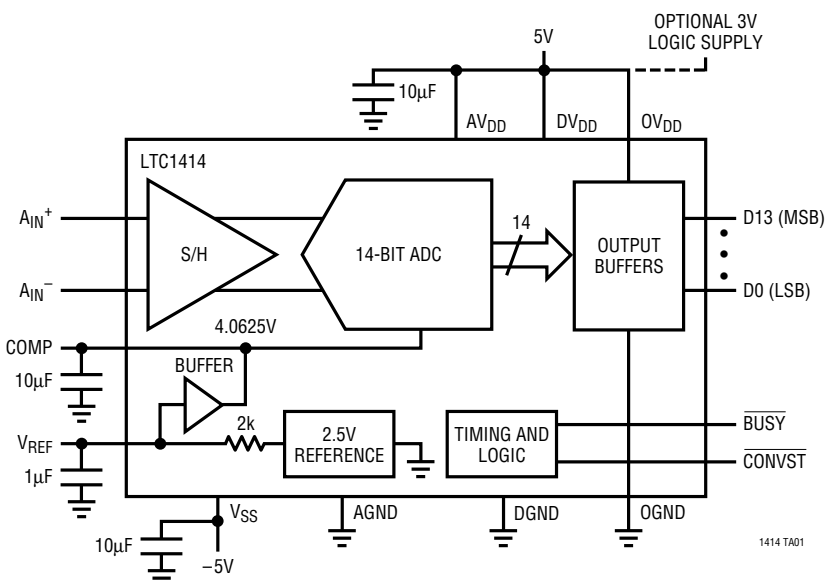 OPTIONAL 3V
LOGIC SUPPLY
5V
10μF
AVDD
DVDD
OVDD
LTC1414
AIN+
S/H
14-BIT ADC
14
OUTPUT
BUFFERS
D13 (MSB)
AIN−
D0 (LSB)
4.0625V
COMP
BUFFER
10μF
2k
2.5V
REFERENCE
TIMING AND
LOGIC
BUSY
VREF
CONVST
1μF
VSS
AGND
DGND
OGND
10μF
−5V
1414 TA01